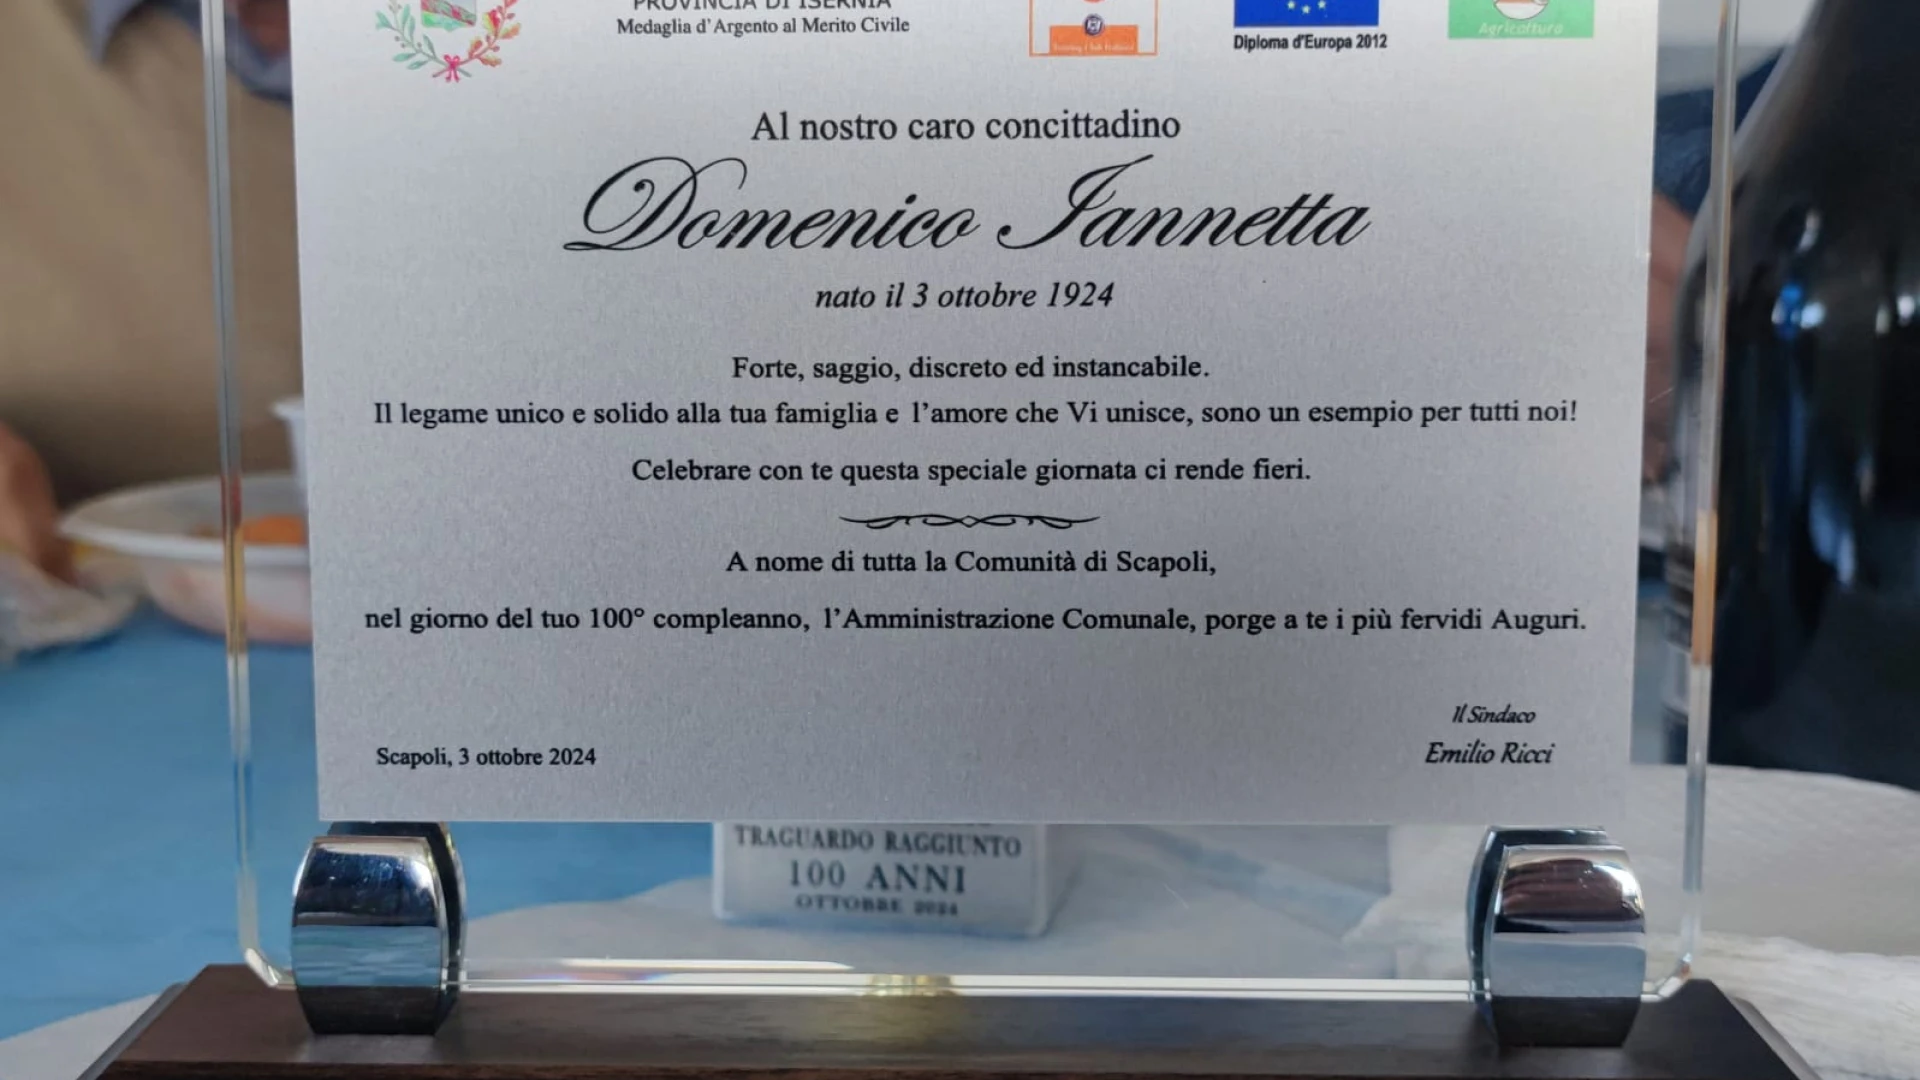 PROVINCIA DI ISERNIA
Medaglia d'Argento al Merito Civile
Diploma d'Europa 2012
Agricoltura
Al nostro caro concittadino
Domenico Iannetta
nato il 3 ottobre 1924
Forte, saggio, discreto ed instancabile.
Il legame unico e solido alla tua famiglia e l'amore che Vi unisce, sono un esempio per tutti noi!
Celebrare con te questa speciale giornata ci rende fieri.
A nome di tutta la Comunità di Scapoli,
nel giorno del tuo 100° compleanno, l'Amministrazione Comunale, porge a te i più fervidi Auguri.
Il Sindaco
Emilio Ricci
Scapoli, 3 ottobre 2024
TRAGUARDO RAGGIUNTO
100 ANNI
OTTOBRE 2024